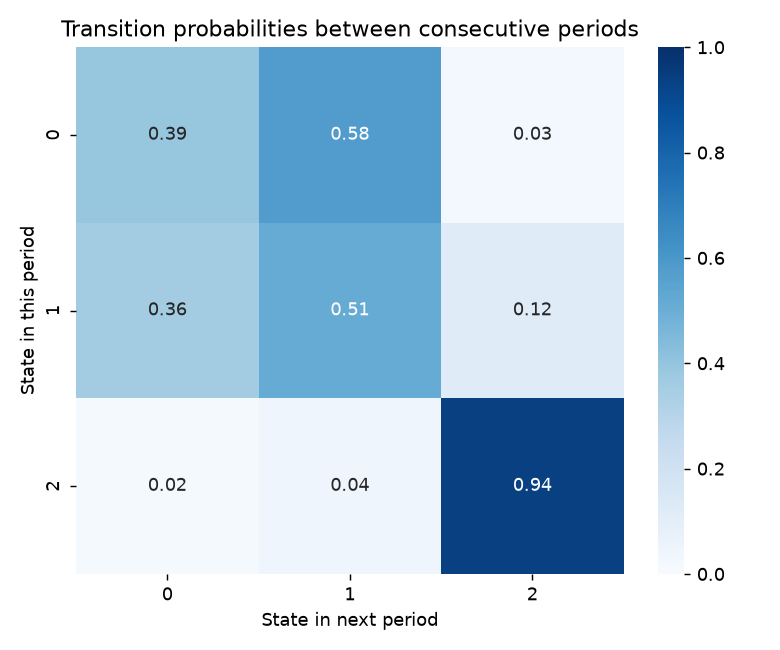 Transition probabilities between consecutive periods
0 0.39 0.58 0.03
1 0.36 0.51 0.12
2 0.02 0.04 0.94
0 1 2
State in next period
State in this period
1.0
0.8
0.6
0.4
0.2
0.0